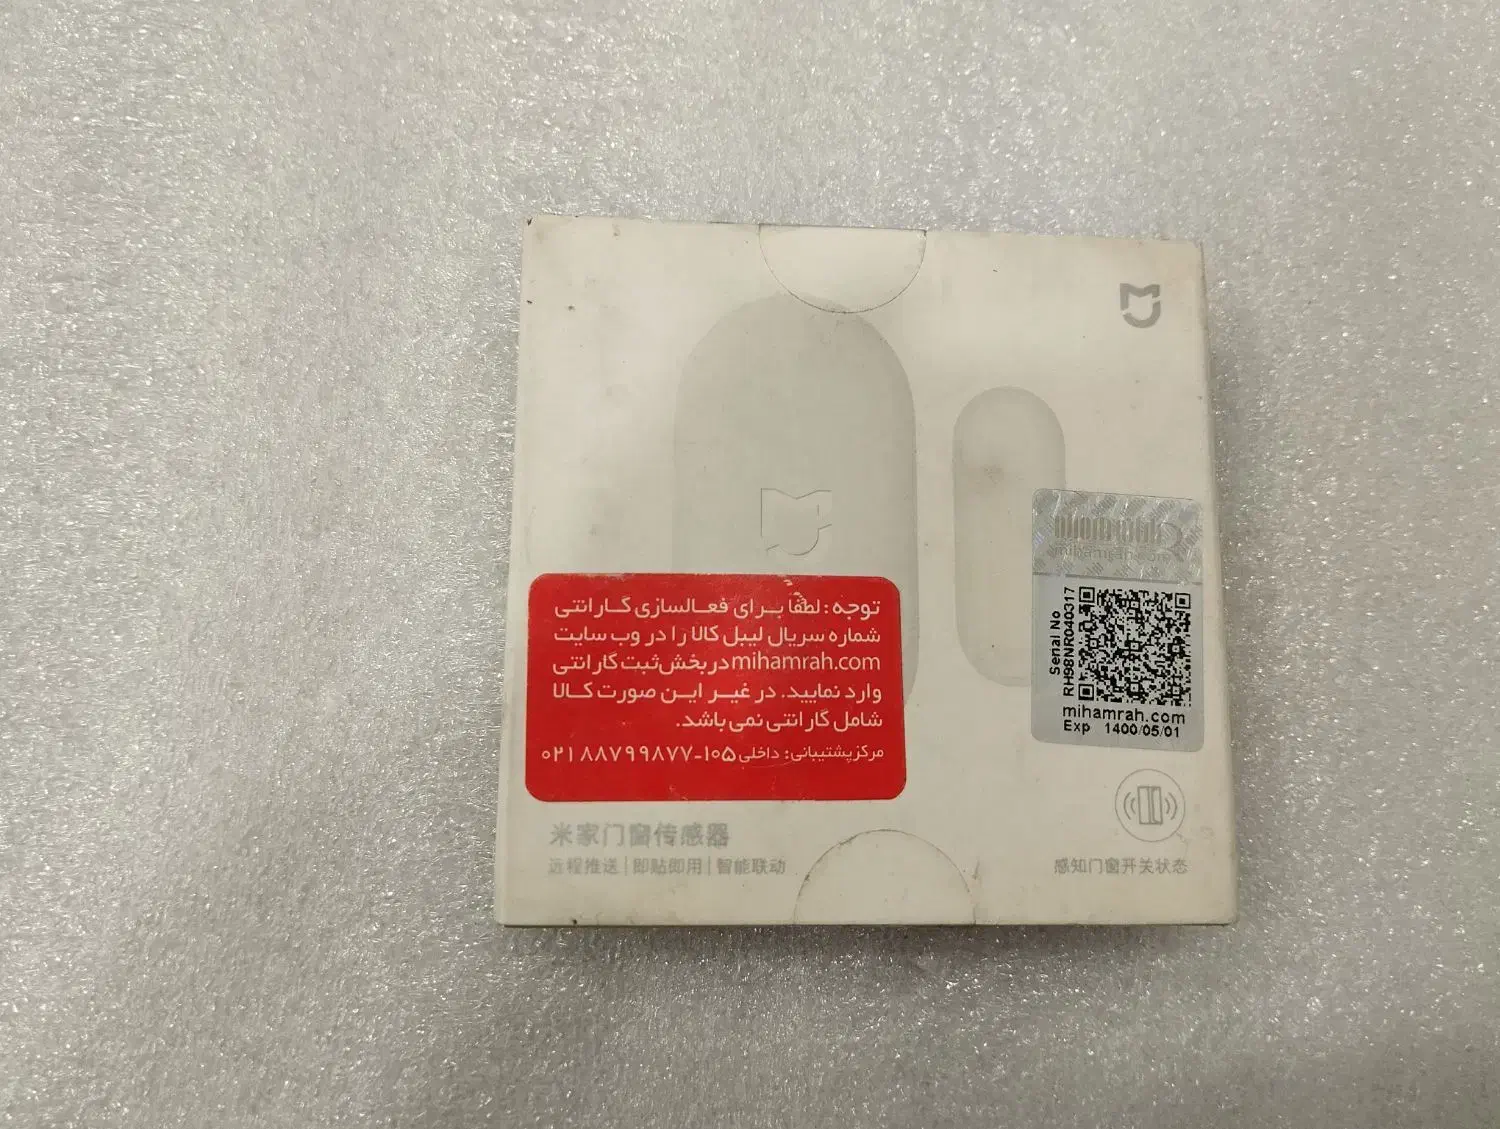 توجه: لطفا برای فعالسازی گارانتی
شماره سریال لیبل کالا را در وب سایت
mihamrah.com در بخش ثبت گارانتی
وارد نمایید. در غیر این صورت کالا
شامل گارانتی نمی باشد.
مرکز پشتیبانی: داخلی ۱۰۵-۰۲۱۸۸۷۹۹۸۷۷
mihamrah.com
Serial No
RH98NR040317
mihamrah.com
Exp 1400/05/01
米家门窗传感器
远程推送 | 即贴即用 | 智能联动
感知门窗开关状态